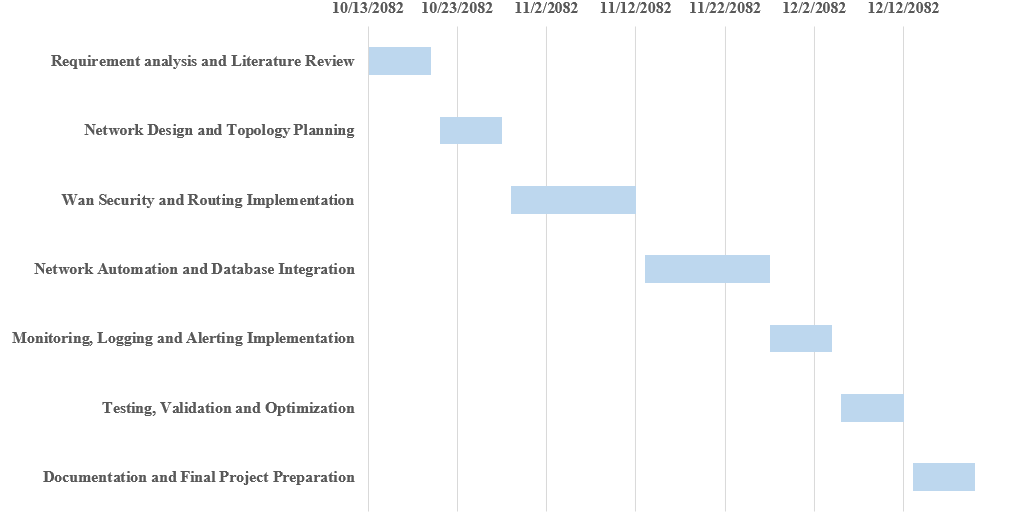 10/13/2082 10/23/2082 11/2/2082 11/12/2082 11/22/2082 12/2/2082 12/12/2082
Requirement analysis and Literature Review
Network Design and Topology Planning
Wan Security and Routing Implementation
Network Automation and Database Integration
Monitoring, Logging and Alerting Implementation
Testing, Validation and Optimization
Documentation and Final Project Preparation